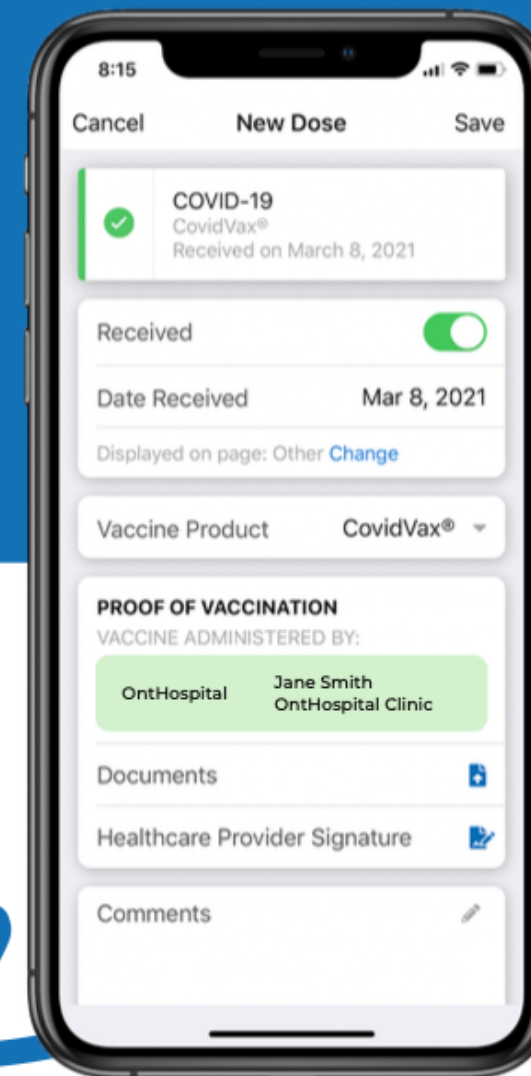 8:15
Cancel New Dose Save
COVID-19
CovidVax®
Received on March 8, 2021
Received
Date Received Mar 8, 2021
Displayed on page: Other Change
Vaccine Product CovidVax®
PROOF OF VACCINATION
VACCINE ADMINISTERED BY:
OntHospital
Jane Smith
OntHospital Clinic
Documents
Healthcare Provider Signature
Comments